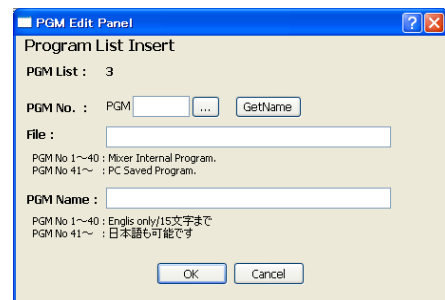 PGM Edit Panel
Program List Insert
PGM List : 3
PGM No. : PGM ... GetName
File :
PGM No 1～40 : Mixer Internal Program.
PGM No 41～ : PC Saved Program.
PGM Name :
PGM No 1～40 : Englis only/15文字まで
PGM No 41～ : 日本語も可能です
OK Cancel